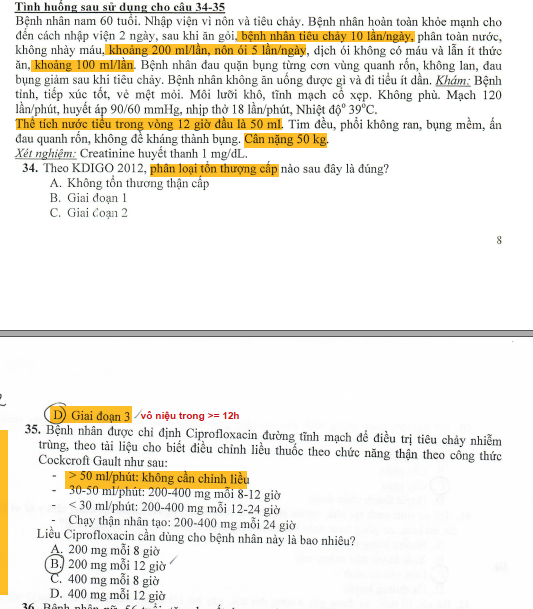 Tình huống sau sử dụng cho câu 34-35
Bệnh nhân nam 60 tuổi. Nhập viện vì nôn và tiêu chảy. Bệnh nhân hoàn toàn khỏe mạnh cho
đến cách nhập viện 2 ngày, sau khi ăn gỏi, bệnh nhân tiêu chảy 10 lần/ngày, phân toàn nước,
không nhày máu, khoảng 200 ml/lần, nôn ói 5 lần/ngày, dịch ói không có máu và lẫn ít thức
ăn, khoảng 100 ml/lần. Bệnh nhân đau quặn bụng từng cơn vùng quanh rốn, không lan, đau
bụng giảm sau khi tiêu chảy. Bệnh nhân không ăn uống được gì và đi tiểu ít dần. Khám: Bệnh
tỉnh, tiếp xúc tốt, vẻ mệt mỏi. Môi lưỡi khô, tĩnh mạch cổ xẹp. Không phù. Mạch 120
lần/phút, huyết áp 90/60 mmHg, nhịp thở 18 lần/phút, Nhiệt độ° 39°C.
Thể tích nước tiểu trong vòng 12 giờ đầu là 50 ml. Tim đều, phổi không ran, bụng mềm, ấn
đau quanh rốn, không đề kháng thành bụng. Cân nặng 50 kg.
Xét nghiệm: Creatinine huyết thanh 1 mg/dL.
34. Theo KDIGO 2012, phân loại tổn thượng cấp nào sau đây là đúng?
A. Không tổn thương thận cấp
B. Giai đoạn 1
C. Giai đoạn 2
8
D. Giai đoạn 3 vô niệu trong >= 12h
35. Bệnh nhân được chỉ định Ciprofloxacin đường tĩnh mạch để điều trị tiêu chảy nhiễm
trùng, theo tài liệu cho biết điều chỉnh liều thuốc theo chức năng thận theo công thức
Cockcroft Gault như sau:
- > 50 ml/phút: không cần chỉnh liều
- 30-50 ml/phút: 200-400 mg mỗi 8-12 giờ
- < 30 ml/phút: 200-400 mg mỗi 12-24 giờ
- Chạy thận nhân tạo: 200-400 mg mỗi 24 giờ
Liều Ciprofloxacin cần dùng cho bệnh nhân này là bao nhiêu?
A. 200 mg mỗi 8 giờ
B. 200 mg mỗi 12 giờ
C. 400 mg mỗi 8 giờ
D. 400 mg mỗi 12 giờ